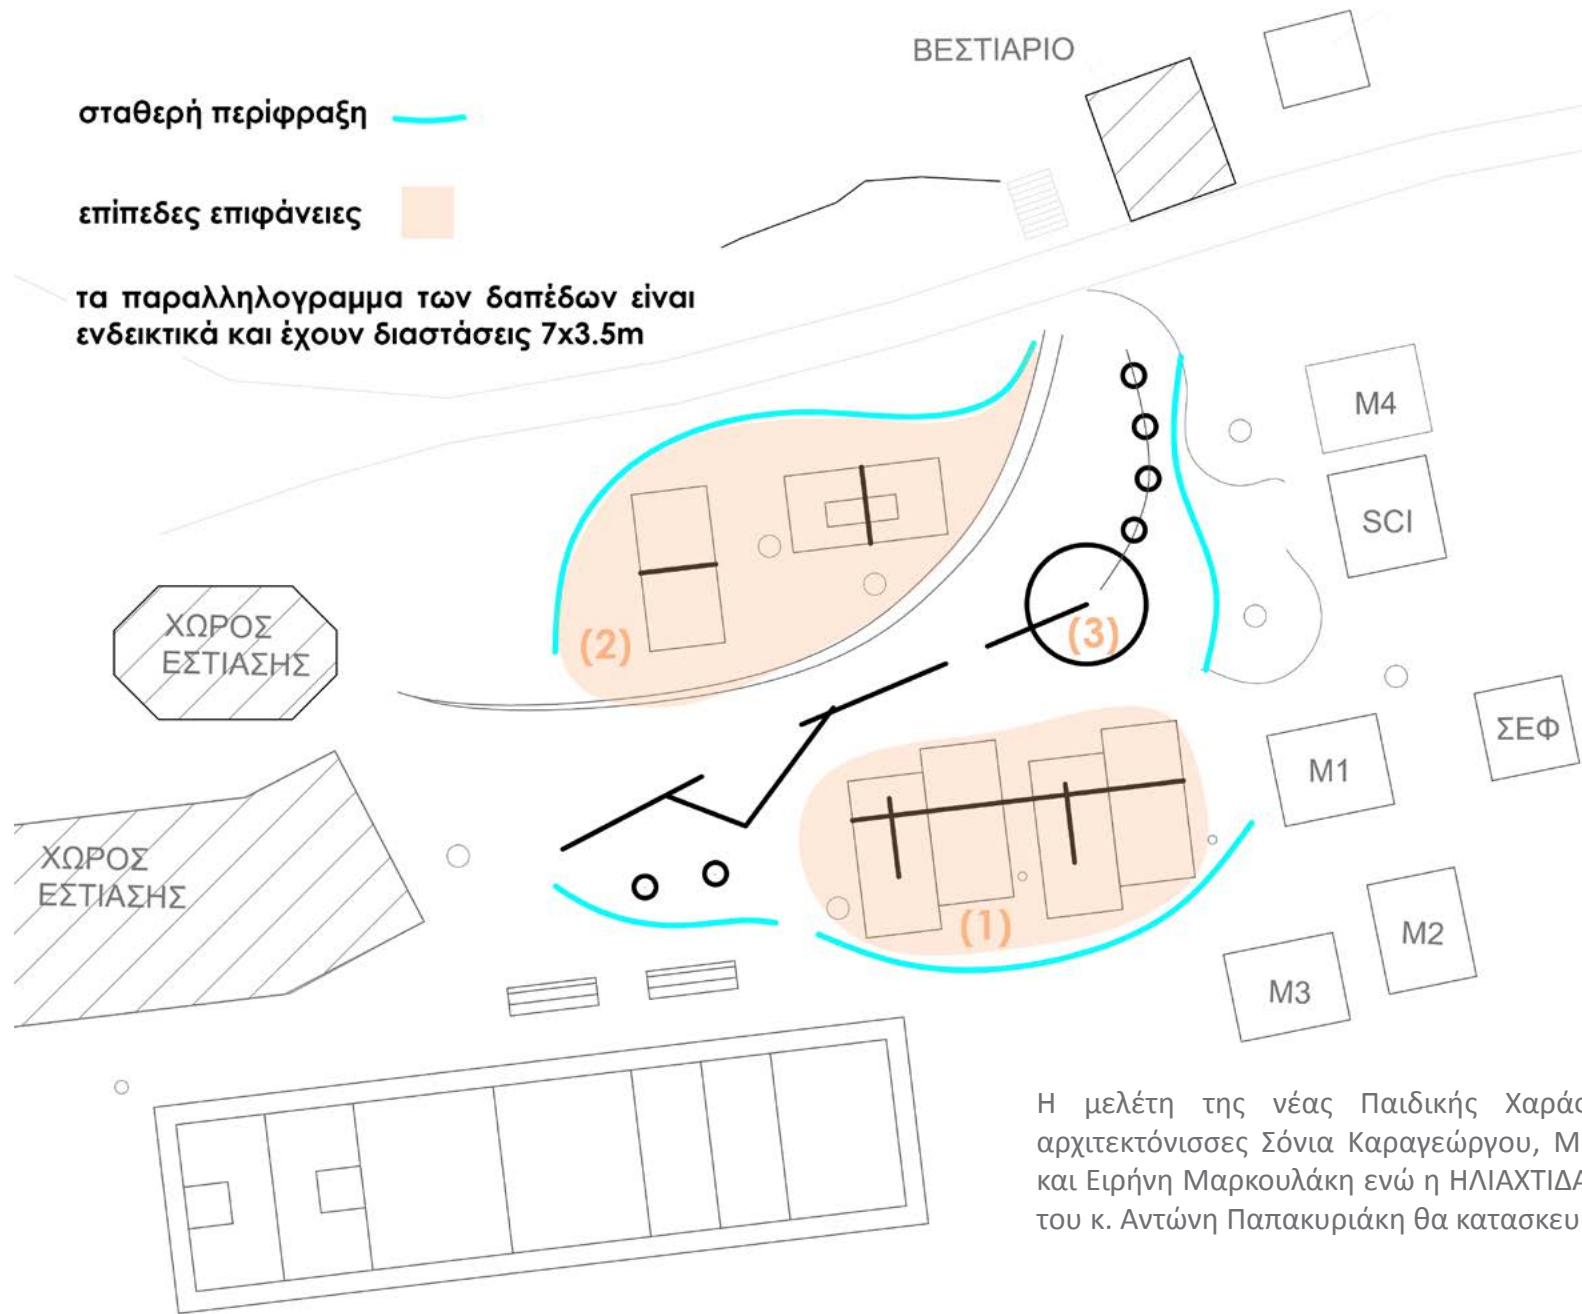 ΒΕΣΤΙΑΡΙΟ
σταθερή περίφραξη
επίπεδες επιφάνειες
τα παραλληλογραμμα των δαπέδων είναι
ενδεικτικά και έχουν διαστάσεις 7x3.5m
M4
SCI
ΧΩΡΟΣ
ΕΣΤΙΑΣΗΣ
(2)
(3)
ΣΕΦ
M1
ΧΩΡΟΣ
ΕΣΤΙΑΣΗΣ
(1)
M2
M3
Η μελέτη της νέας Παιδικής
αρχιτεκτόνισσες Σόνια Καραγεώργου,
και Ειρήνη Μαρκουλάκη ενώ η ΗΛΙΑΧΤΙΔΑ
του κ. Αντώνη Παπακυριάκη θα